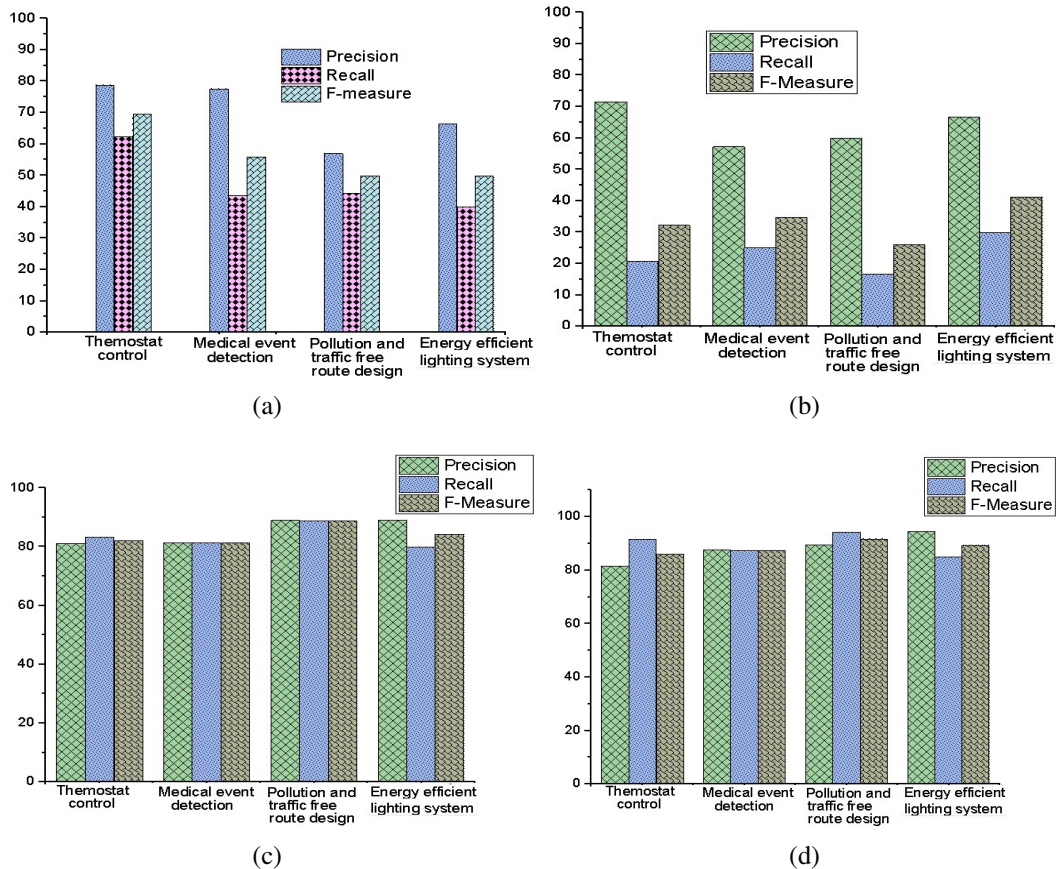 100
90
80
70
60
50
40
30
20
10
0
Precision
Recall
F-measure
Themostat
control
Medical event
detection
Pollution and
traffic free
route design
Energy efficient
lighting system
(a)
100
90
80
70
60
50
40
30
20
10
0
Precision
Recall
F-Measure
Themostat
control
Medical event
detection
Pollution and
traffic free
route design
Energy efficient
lighting system
(b)
100
80
60
40
20
0
Precision
Recall
F-Measure
Themostat
control
Medical event
detection
Pollution and
traffic free
route design
Energy efficient
lighting system
(c)
100
80
60
40
20
0
Precision
Recall
F-Measure
Themostat
control
Medical event
detection
Pollution and
traffic free
route design
Energy efficient
lighting system
(d)